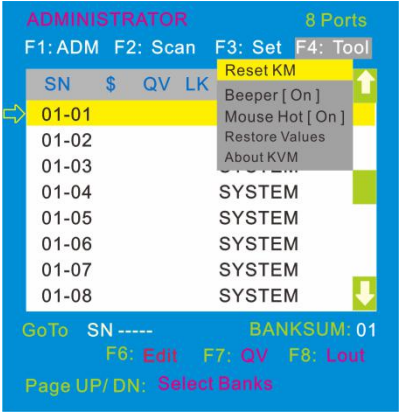 ADMINISTRATOR 8 Ports
F1: ADM F2: Scan F3: Set F4: Tool
SN $ QV LK
Reset KM
Beeper [ On ]
Mouse Hot [ On ]
Restore Values
About KVM
01-01
01-02
01-03
01-04 SYSTEM
01-05 SYSTEM
01-06 SYSTEM
01-07 SYSTEM
01-08 SYSTEM
GoTo SN ----- BANKSUM: 01
F6: Edit F7: QV F8: Lout
Page UP/ DN: Select Banks